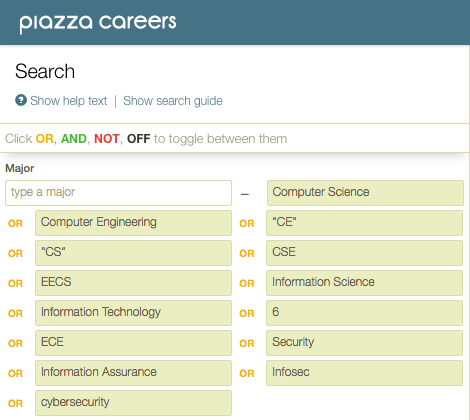 piazza careers
Search
? Show help text | Show search guide
Click OR, AND, NOT, OFF to toggle between them
Major
type a major – Computer Science
OR Computer Engineering OR "CE"
OR "CS" OR CSE
OR EECS OR Information Science
OR Information Technology OR 6
OR ECE OR Security
OR Information Assurance OR Infosec
OR cybersecurity